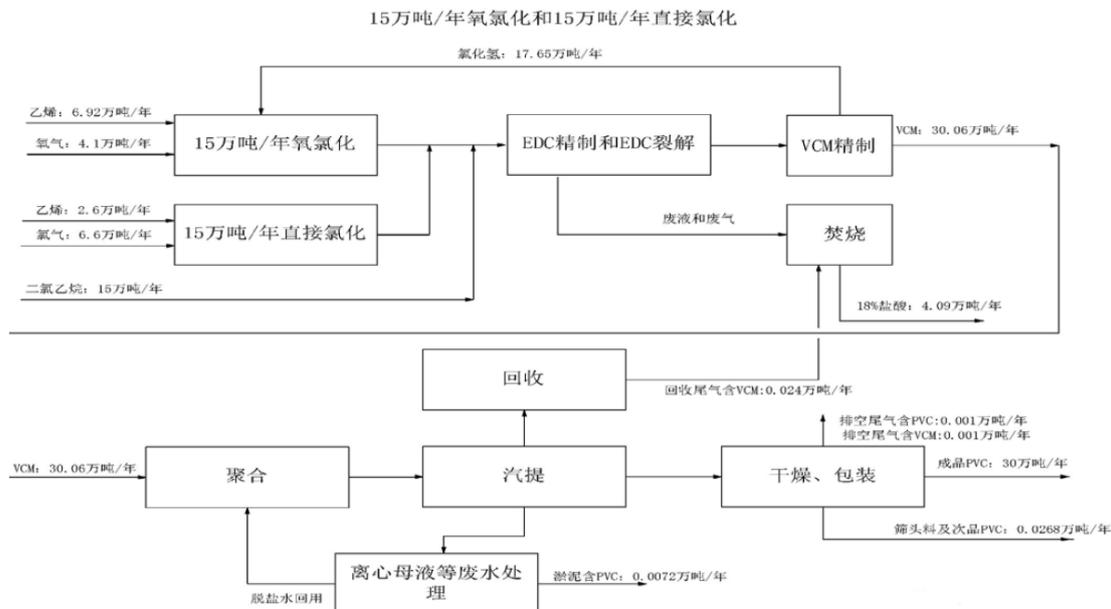 15万吨/年氧氯化和15万吨/年直接氯化
氯化氢：17.65万吨/年
乙烯：6.92万吨/年
氧气：4.1万吨/年
15万吨/年氧氯化
EDC精制和EDC裂解
VCM精制
VCM：30.06万吨/年
乙烯：2.6万吨/年
氯气：6.6万吨/年
15万吨/年直接氯化
废液和废气
焚烧
二氯乙烷：15万吨/年
18%盐酸：4.09万吨/年
回收
回收尾气含VCM:0.024万吨/年
排空尾气含PVC:0.001万吨/年
排空尾气含VCM:0.001万吨/年
VCM：30.06万吨/年
聚合
汽提
干燥、包装
成品PVC：30万吨/年
筛头料及次品PVC：0.0268万吨/年
离心母液等废水处
理
淤泥含PVC：0.0072万吨/年
脱盐水回用